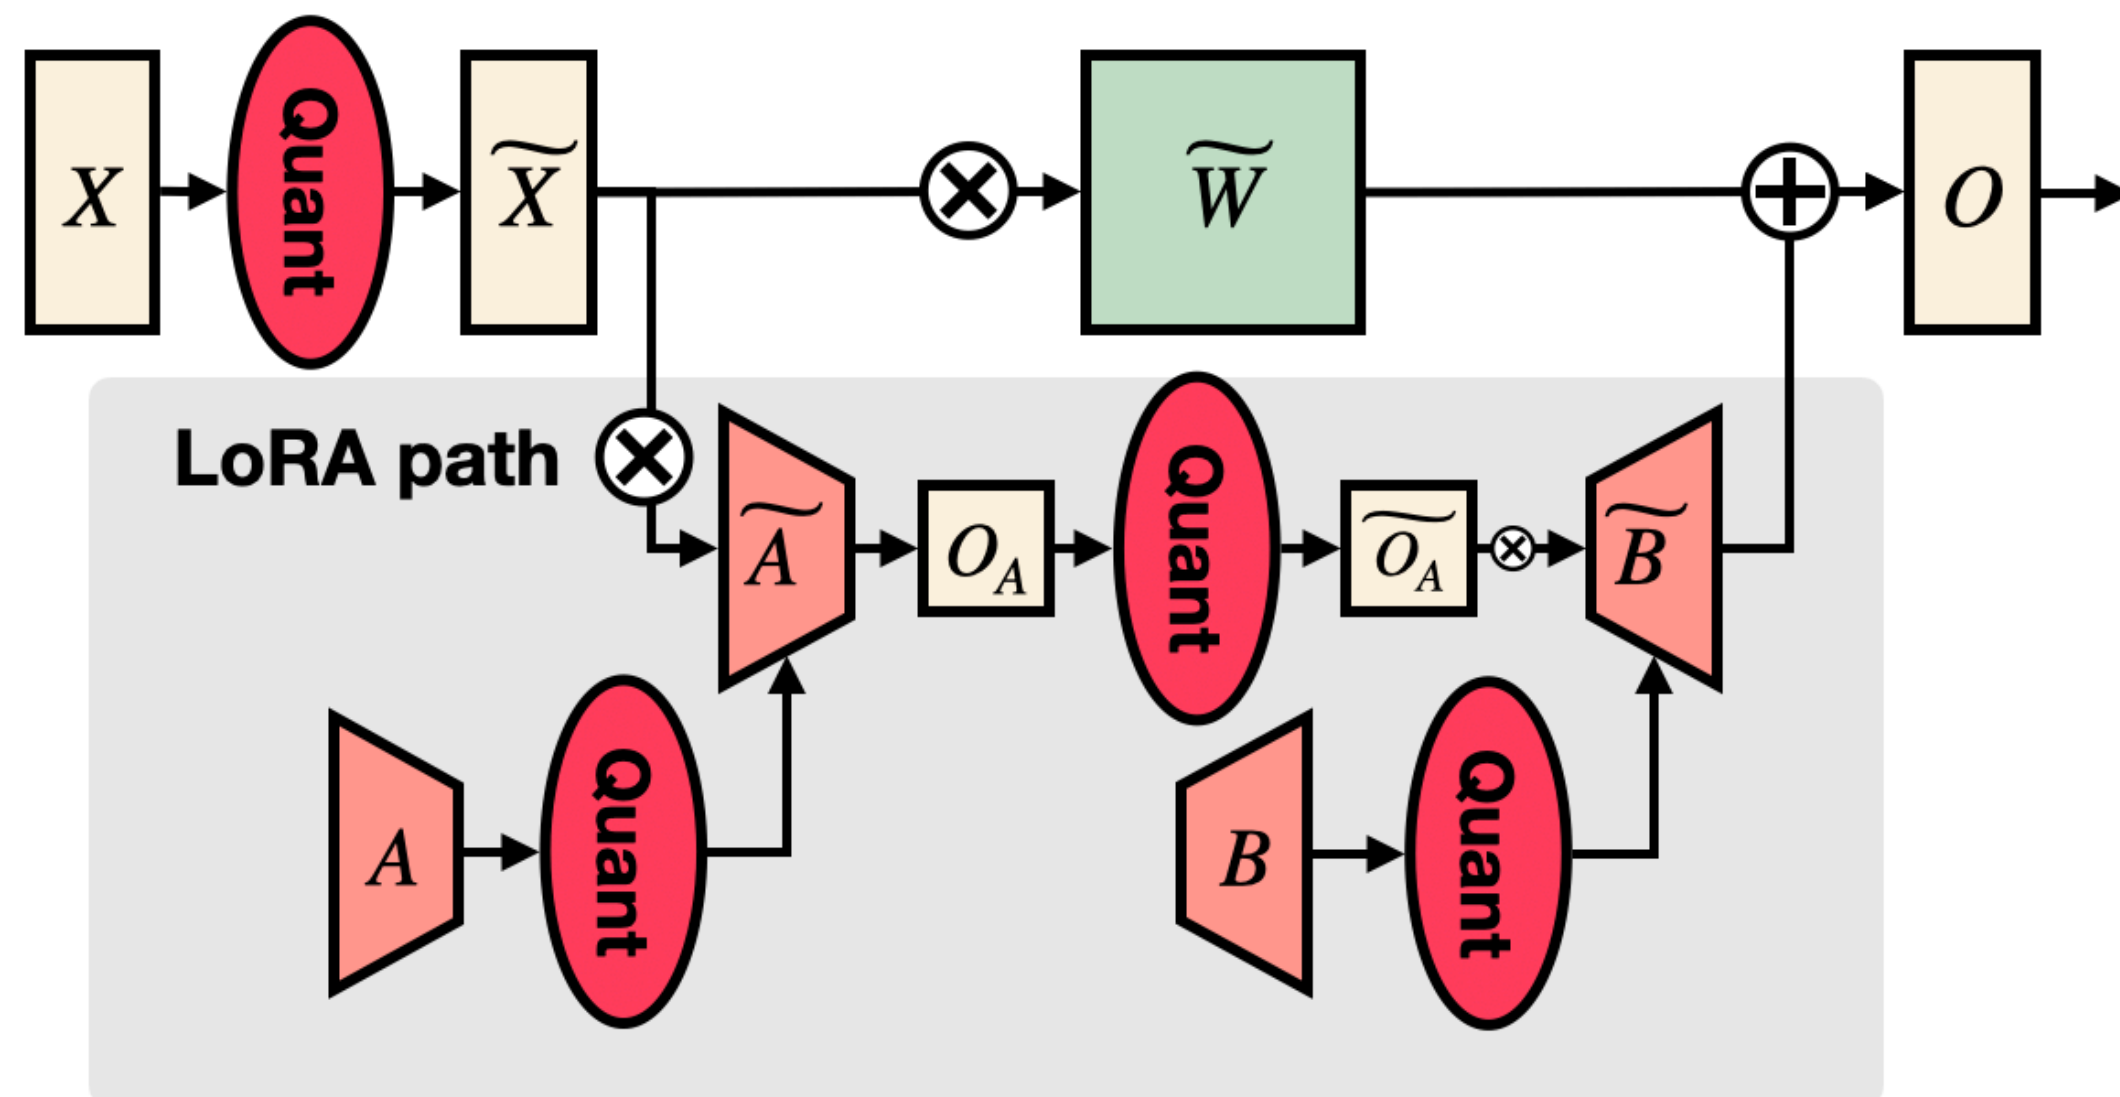 X
Quant
X̃
W̃
O
LoRA path
Ã
O_A
Quant
Õ_A
B̃
A
Quant
B
Quant